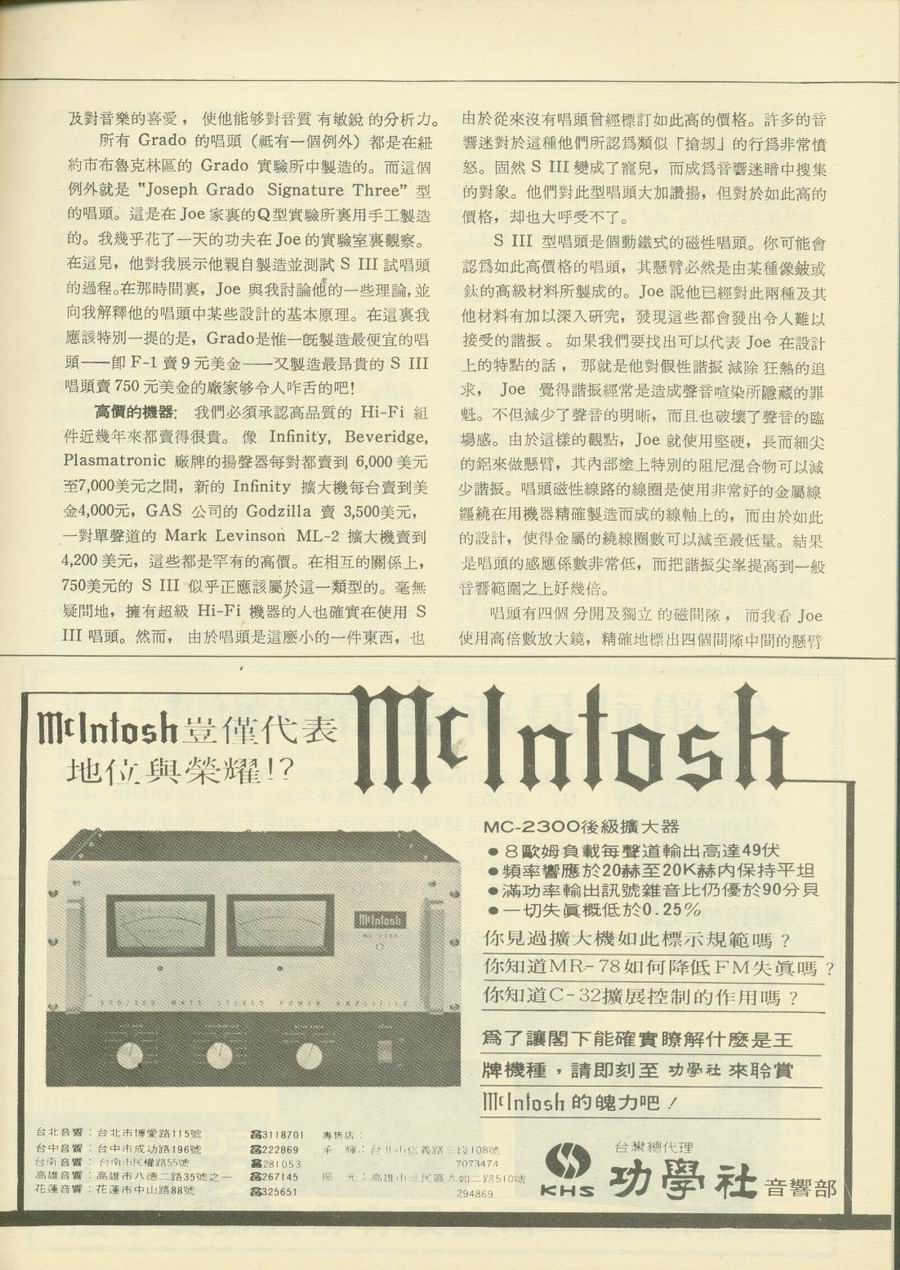 及對音樂的喜愛，使他能够對音質有敏銳的分析力。
所有 Grado 的唱頭（祗有一個例外）都是在紐
約市布魯克林區的 Grado 實驗所中製造的。而這個
例外就是 "Joseph Grado Signature Three" 型
的唱頭。這是在 Joe 家裏的Q型實驗所裏用手工製造
的。我幾乎花了一天的功夫在 Joe 的實驗室裏觀察。
在這兒，他對我展示他親自製造並測試 S III 試唱頭
的過程。在那時間裏，Joe 與我討論他的一些理論，並
向我解釋他的唱頭中某些設計的基本原理。在這裏我
應該特別一提的是，Grado是惟一旣製造最便宜的唱
頭——卽 F-1 賣 9 元美金——又製造最昂貴的 S III
唱頭賣 750 元美金的廠家够令人咋舌的吧！
高價的機器： 我們必須承認高品質的 Hi-Fi 組
件近幾年來都賣得很貴。像 Infinity, Beveridge,
Plasmatronic 廠牌的揚聲器每對都賣到 6,000 美元
至7,000美元之間，新的 Infinity 擴大機每台賣到美
金4,000元，GAS 公司的 Godzilla 賣 3,500美元，
一對單聲道的 Mark Levinson ML-2 擴大機賣到
4,200 美元，這些都是罕有的高價。在相互的關係上，
750美元的 S III 似乎正應該屬於這一類型的。毫無
疑問地，擁有超級 Hi-Fi 機器的人也確實在使用 S
III 唱頭。然而，由於唱頭是這麼小的一件東西，也
由於從來沒有唱頭曾經標訂如此高的價格。許多的音
響迷對於這種他們所認爲類似「搶刼」的行爲非常憤
怒。固然 S III 變成了寵兒，而成爲音響迷暗中搜集
的對象。他們對此型唱頭大加讚揚，但對於如此高的
價格，却也大呼受不了。
S III 型唱頭是個動鐵式的磁性唱頭。你可能會
認爲如此高價格的唱頭，其懸臂必然是由某種像鈹或
鈦的高級材料所製成的。Joe 說他已經對此兩種及其
他材料有加以深入研究，發現這些都會發出令人難以
接受的諧振。如果我們要找出可以代表 Joe 在設計
上的特點的話，那就是他對假性諧振減除狂熱的追
求，Joe 覺得諧振經常是造成聲音喧染所隱藏的罪
魁。不但減少了聲音的明晰，而且也破壞了聲音的臨
場感。由於這樣的觀點，Joe 就使用堅硬，長而細尖
的鋁來做懸臂，其內部塗上特別的阻尼混合物可以減
少諧振。唱頭磁性線路的線圈是使用非常好的金屬線
纒繞在用機器精確製造而成的線軸上的，而由於如此
的設計，使得金屬的繞線圈數可以減至最低量。結果
是唱頭的感應係數非常低，而把諧振尖峯提高到一般
音響範圍之上好幾倍。
唱頭有四個分開及獨立的磁間隙，而我看 Joe
使用高倍數放大鏡，精確地標出四個間隙中間的懸臂
McIntosh豈僅代表
地位與榮耀!?
McIntosh
MC-2300後級擴大器
●8歐姆負載每聲道輸出高達49伏
●頻率響應於20赫至20K赫內保持平坦
●滿功率輸出訊號雜音比仍優於90分貝
●一切失眞概低於0.25%
你見過擴大機如此標示規範嗎？
你知道MR-78如何降低FM失眞嗎？
你知道C-32擴展控制的作用嗎？
爲了讓閣下能確實瞭解什麼是王
牌機種，請即刻至 功學社 來聆賞
McIntosh 的魄力吧！
McIntosh
MC 2300
300/300 WATT STEREO POWER AMPLIFIER
台北音響：台北市博愛路115號 ☎3118701
台中音響：台中市成功路196號 ☎222869
台南音響：台南市民權路55號 ☎281053
高雄音響：高雄市八德二路35號之一 ☎267145
花蓮音響：花蓮市中山路88號 ☎325651
專售店：
輝：台北市信義路三段108號
7073474
元：高雄市三民區九如二路510號
294869
KHS
台灣總代理
功學社音響部